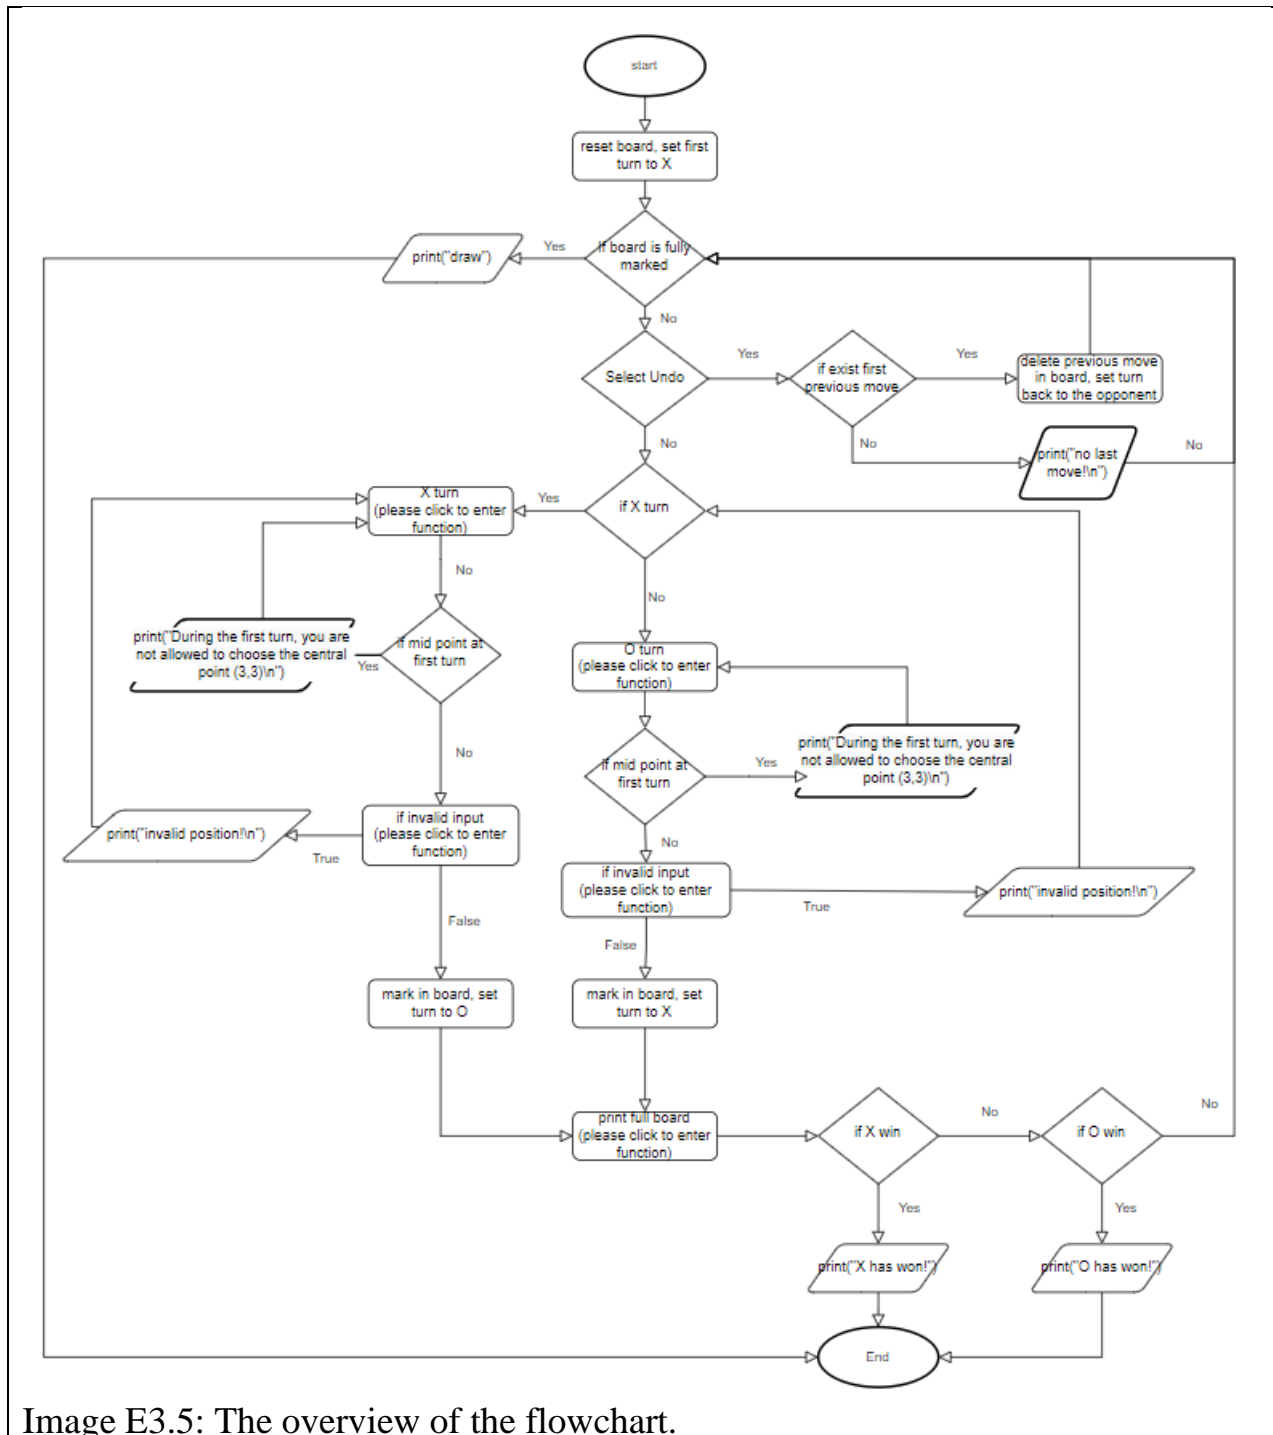 start
reset board, set first
turn to X
If board is fully
marked
Yes
print("draw")
No
Select Undo
Yes
if exist first
previous move
Yes
delete previous move
in board, set turn
back to the opponent
No
No
print("no last
move!\n")
No
if X turn
Yes
X turn
(please click to enter
function)
No
No
if mid point at
first turn
Yes
print("During the first turn, you are
not allowed to choose the central
point (3,3)\n")
O turn
(please click to enter
function)
No
if mid point at
first turn
Yes
print("During the first turn, you are
not allowed to choose the central
point (3,3)\n")
if invalid input
(please click to enter
function)
True
print("invalid position!\n")
No
if invalid input
(please click to enter
function)
True
print("invalid position!\n")
False
False
mark in board, set
turn to O
mark in board, set
turn to X
print full board
(please click to enter
function)
if X win
No
if O win
No
Yes
Yes
print("X has won!")
print("O has won!")
End
Image E3.5: The overview of the flowchart.